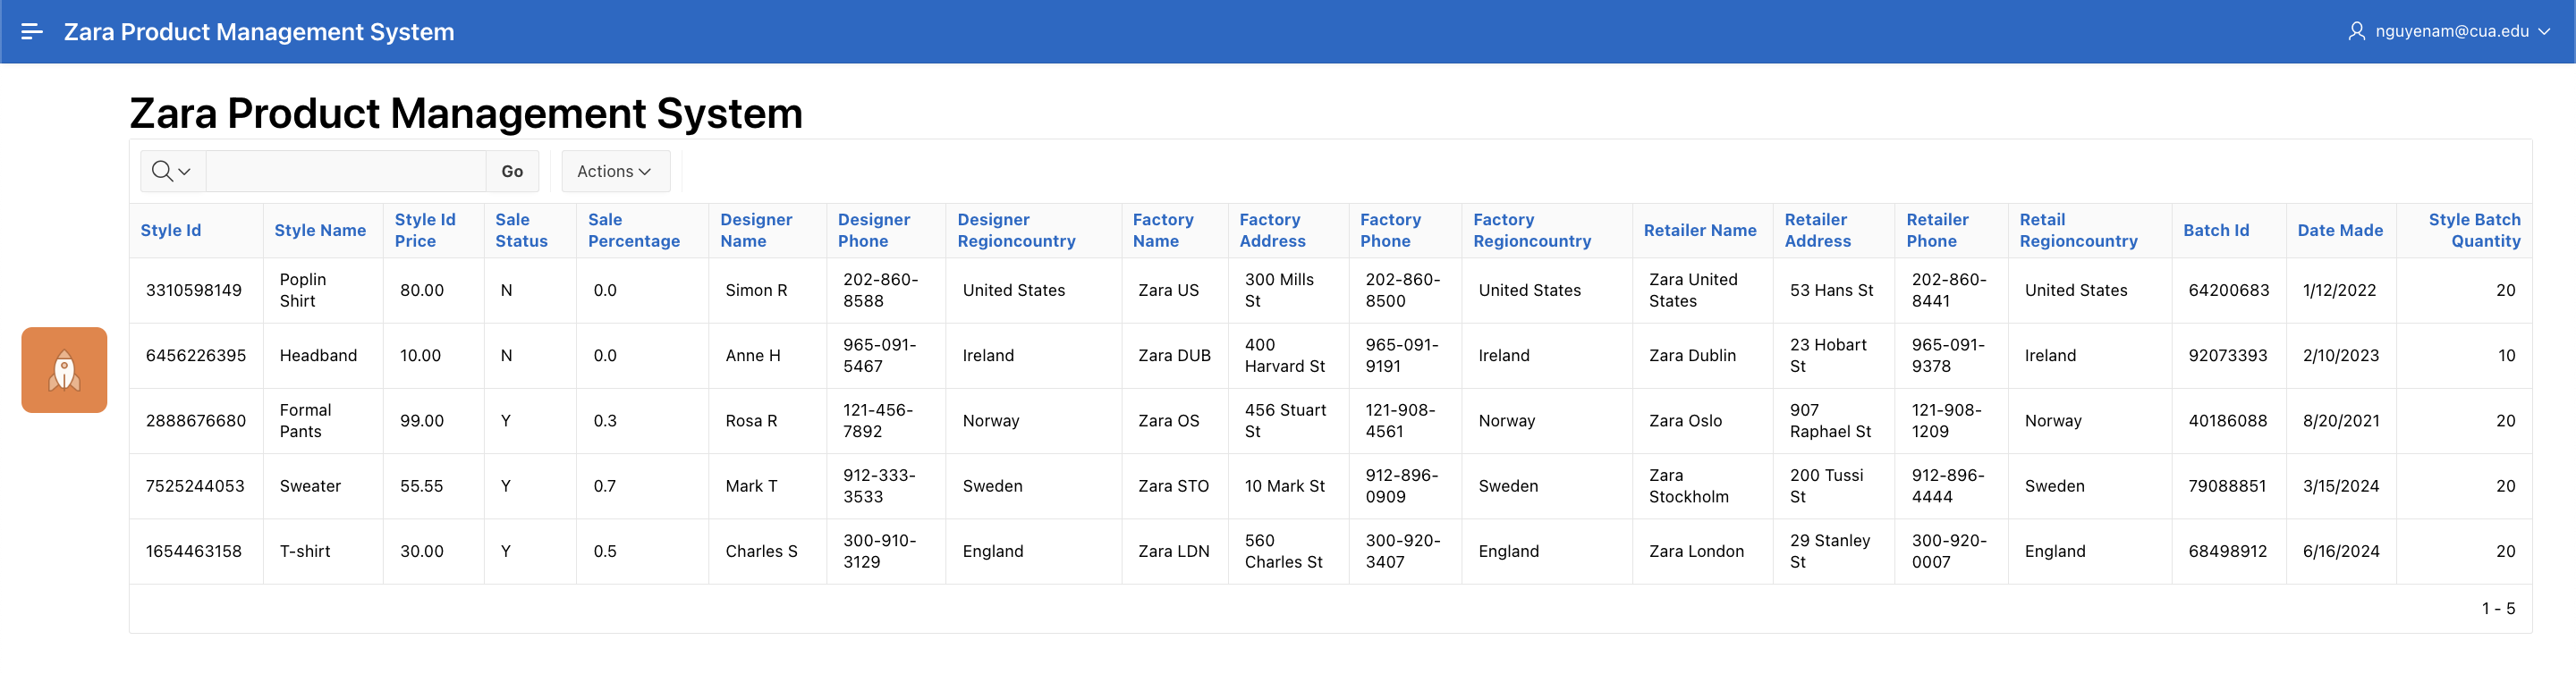 Zara Product Management System nguyenam@cua.edu
Zara Product Management System
Go Actions
Style Id Style Name Style Id Price Sale Status Sale Percentage Designer Name Designer Phone Designer Regioncountry Factory Name Factory Address Factory Phone Factory Regioncountry Retailer Name Retailer Address Retailer Phone Retail Regioncountry Batch Id Date Made Style Batch Quantity
3310598149 Poplin Shirt 80.00 N 0.0 Simon R 202-860-8588 United States Zara US 300 Mills St 202-860-8500 United States Zara United States 53 Hans St 202-860-8441 United States 64200683 1/12/2022 20
6456226395 Headband 10.00 N 0.0 Anne H 965-091-5467 Ireland Zara DUB 400 Harvard St 965-091-9191 Ireland Zara Dublin 23 Hobart St 965-091-9378 Ireland 92073393 2/10/2023 10
2888676680 Formal Pants 99.00 Y 0.3 Rosa R 121-456-7892 Norway Zara OS 456 Stuart St 121-908-4561 Norway Zara Oslo 907 Raphael St 121-908-1209 Norway 40186088 8/20/2021 20
7525244053 Sweater 55.55 Y 0.7 Mark T 912-333-3533 Sweden Zara STO 10 Mark St 912-896-0909 Sweden Zara Stockholm 200 Tussi St 912-896-4444 Sweden 79088851 3/15/2024 20
1654463158 T-shirt 30.00 Y 0.5 Charles S 300-910-3129 England Zara LDN 560 Charles St 300-920-3407 England Zara London 29 Stanley St 300-920-0007 England 68498912 6/16/2024 20
1 - 5